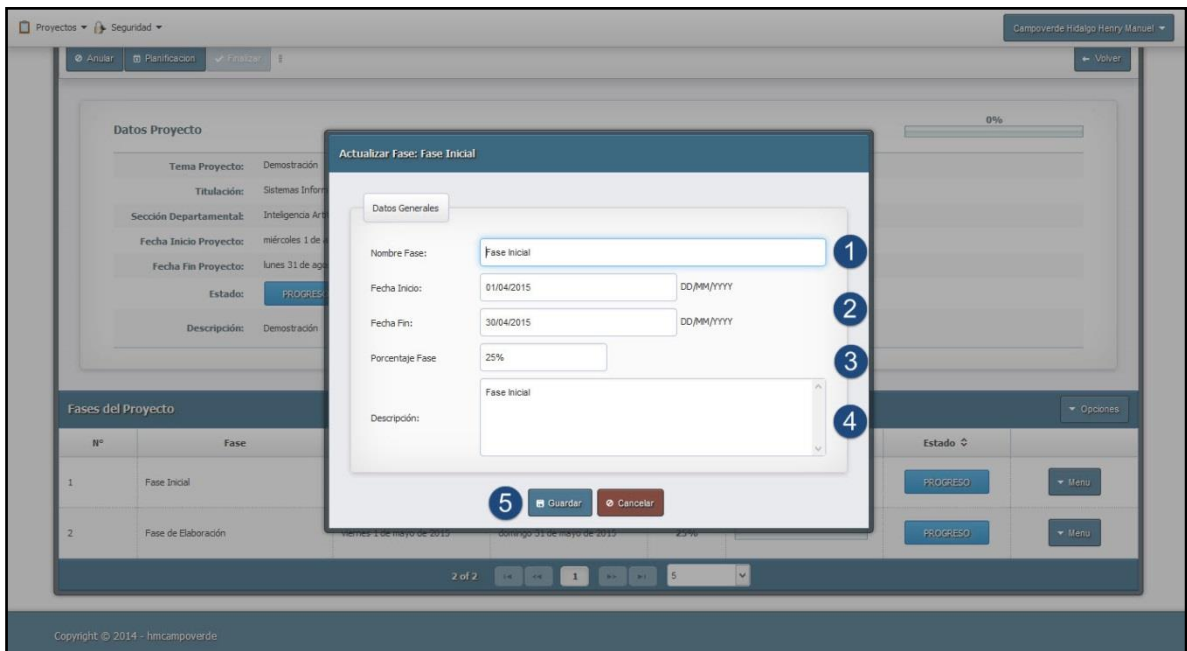 Proyectos Seguridad Campoverde Hidalgo Henry Manuel
Anular Planificacion Finalizar Volver
Datos Proyecto 0%
Tema Proyecto: Demostración
Titulación: Sistemas Inform
Sección Departamental: Inteligencia Arti
Fecha Inicio Proyecto: miércoles 1 de a
Fecha Fin Proyecto: lunes 31 de ago
Estado: PROGRESO
Descripción: Demostración
Actualizar Fase: Fase Inicial
Datos Generales
Nombre Fase: Fase Inicial 1
Fecha Inicio: 01/04/2015 DD/MM/YYYY
2
Fecha Fin: 30/04/2015 DD/MM/YYYY
Porcentaje Fase 25% 3
Fase Inicial
Descripción: 4
5 Guardar Cancelar
Fases del Proyecto Opciones
Nº Fase Estado
1 Fase Inicial PROGRESO Menu
2 Fase de Elaboración viernes 1 de mayo de 2015 domingo 31 de mayo de 2015 25% PROGRESO Menu
2 of 2 1 5
Copyright © 2014 - hmcampoverde